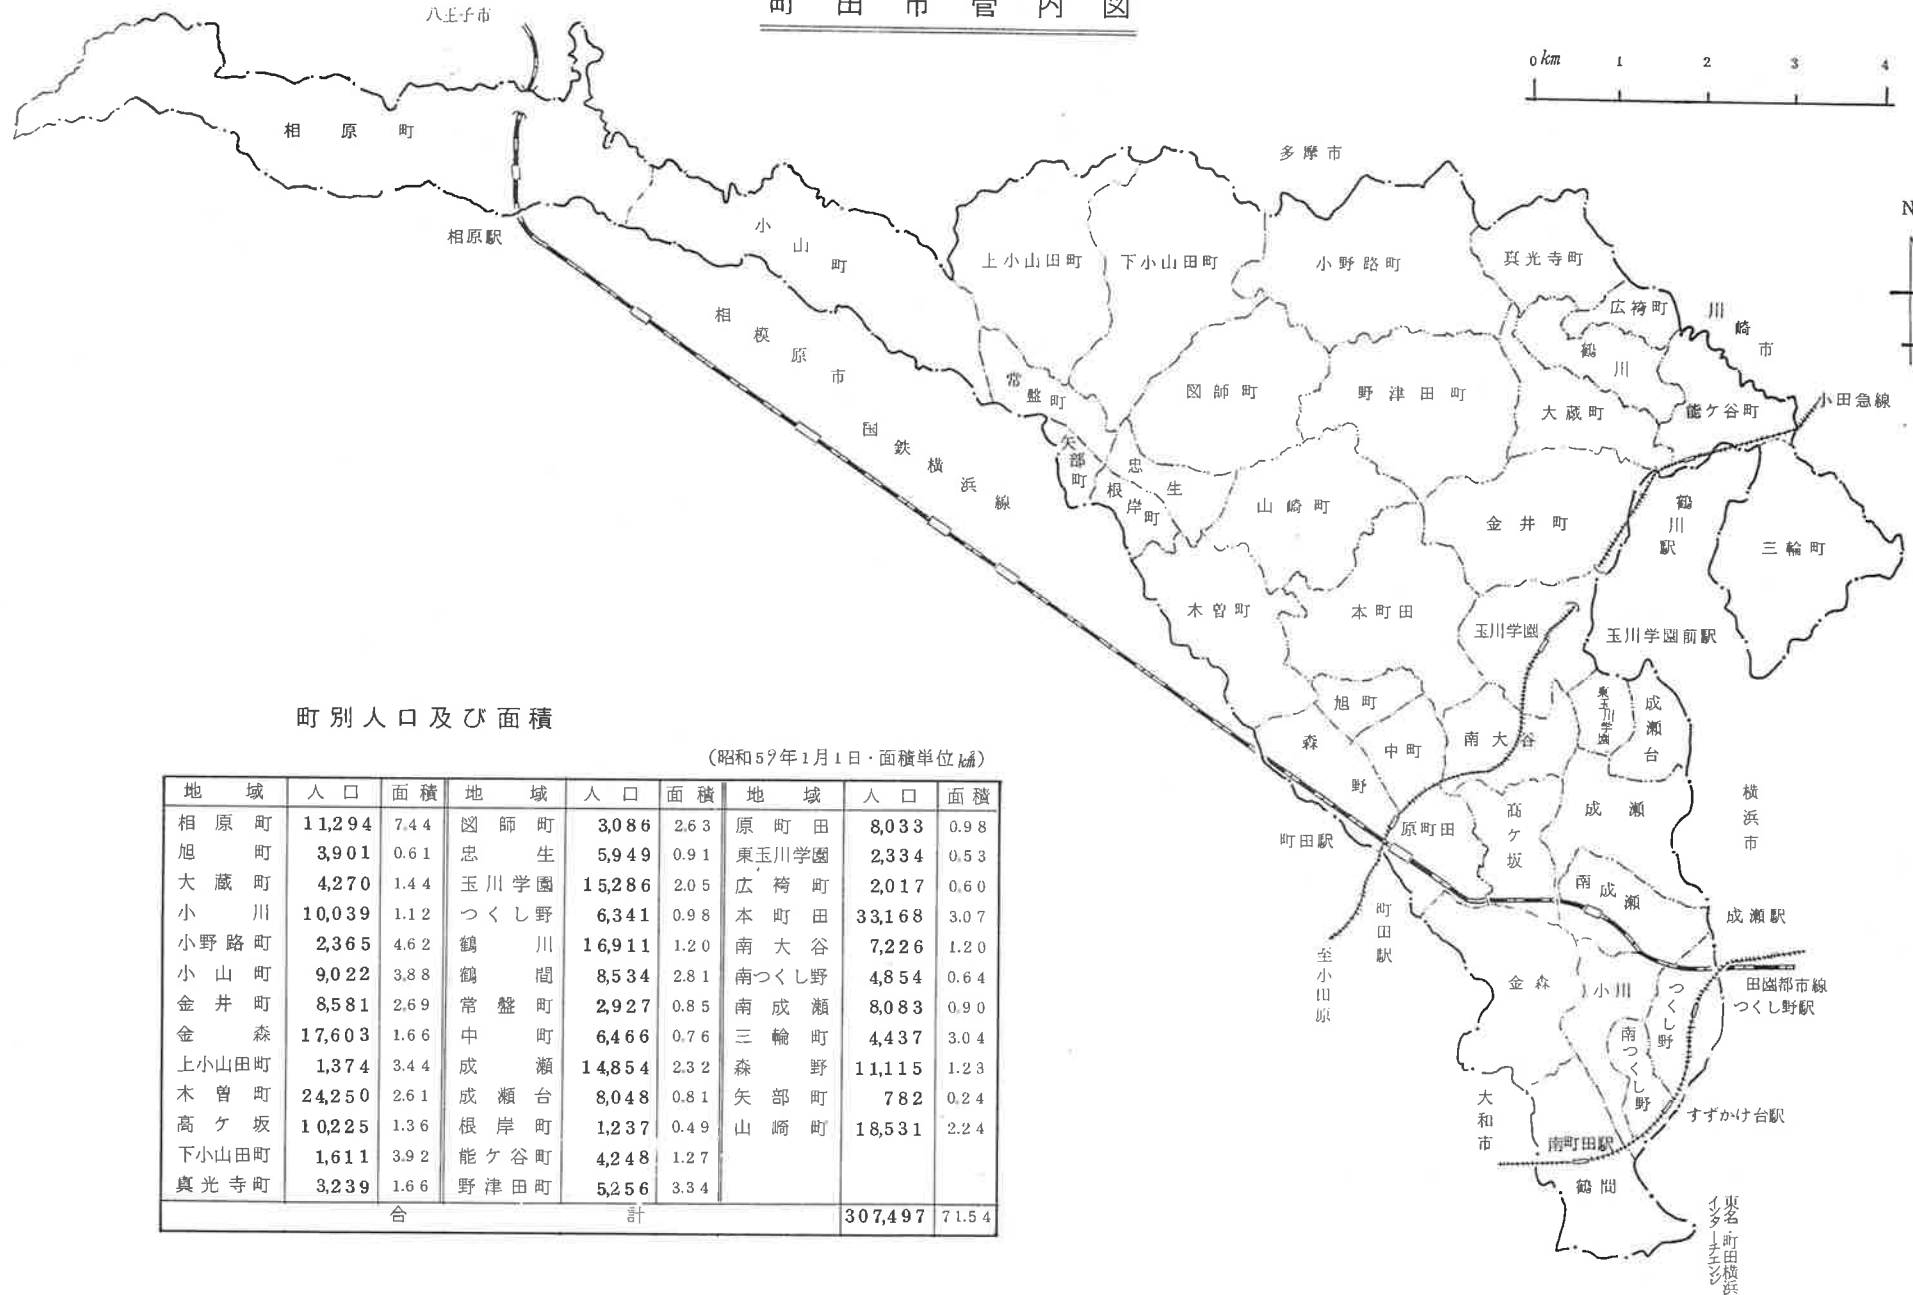 町田市管内図
八王子市
0 km 1 2 3 4
多摩市
N
相原町
相原駅
小山町
上小山田町
下小山田町
小野路町
真光寺町
広袴町
川崎市
鶴川
相模原市
常盤町
図師町
野津田町
大蔵町
能ケ谷町
小田急線
国鉄横浜線
矢部町
忠生
根岸町
山崎町
金井町
鶴川駅
三輪町
木曽町
本町田
玉川学園
玉川学園前駅
旭町
森野
中町
南大谷
東玉川学園
成瀬台
高ケ坂
成瀬
横浜市
町田駅
原町田
南成瀬
成瀬駅
町田駅
至小田原
金森
小川
つくし野
田園都市線
つくし野駅
南つくし野
大和市
すずかけ台駅
南町田駅
鶴間
東名・町田横浜
インターチェンジ
町別人口及び面積
(昭和59年1月1日・面積単位㎢)
地域 人口 面積 地域 人口 面積 地域 人口 面積
相原町 11,294 7.44 図師町 3,086 2.63 原町田 8,033 0.98
旭町 3,901 0.61 忠生 5,949 0.91 東玉川学園 2,334 0.53
大蔵町 4,270 1.44 玉川学園 15,286 2.05 広袴町 2,017 0.60
小川 10,039 1.12 つくし野 6,341 0.98 本町田 33,168 3.07
小野路町 2,365 4.62 鶴川 16,911 1.20 南大谷 7,226 1.20
小山町 9,022 3.88 鶴間 8,534 2.81 南つくし野 4,854 0.64
金井町 8,581 2.69 常盤町 2,927 0.85 南成瀬 8,083 0.90
金森 17,603 1.66 中町 6,466 0.76 三輪町 4,437 3.04
上小山田町 1,374 3.44 成瀬 14,854 2.32 森野 11,115 1.23
木曽町 24,250 2.61 成瀬台 8,048 0.81 矢部町 782 0.24
高ケ坂 10,225 1.36 根岸町 1,237 0.49 山崎町 18,531 2.24
下小山田町 1,611 3.92 能ケ谷町 4,248 1.27
真光寺町 3,239 1.66 野津田町 5,256 3.34
合計 307,497 71.54